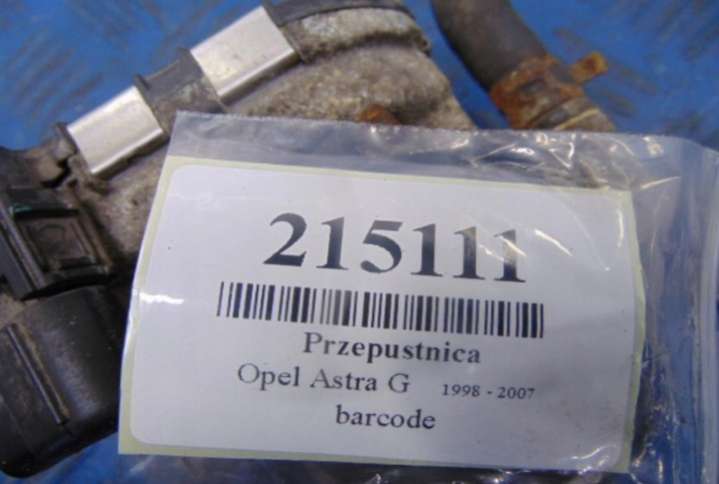 215111
Przepustnica
Opel Astra G 1998 - 2007
barcode